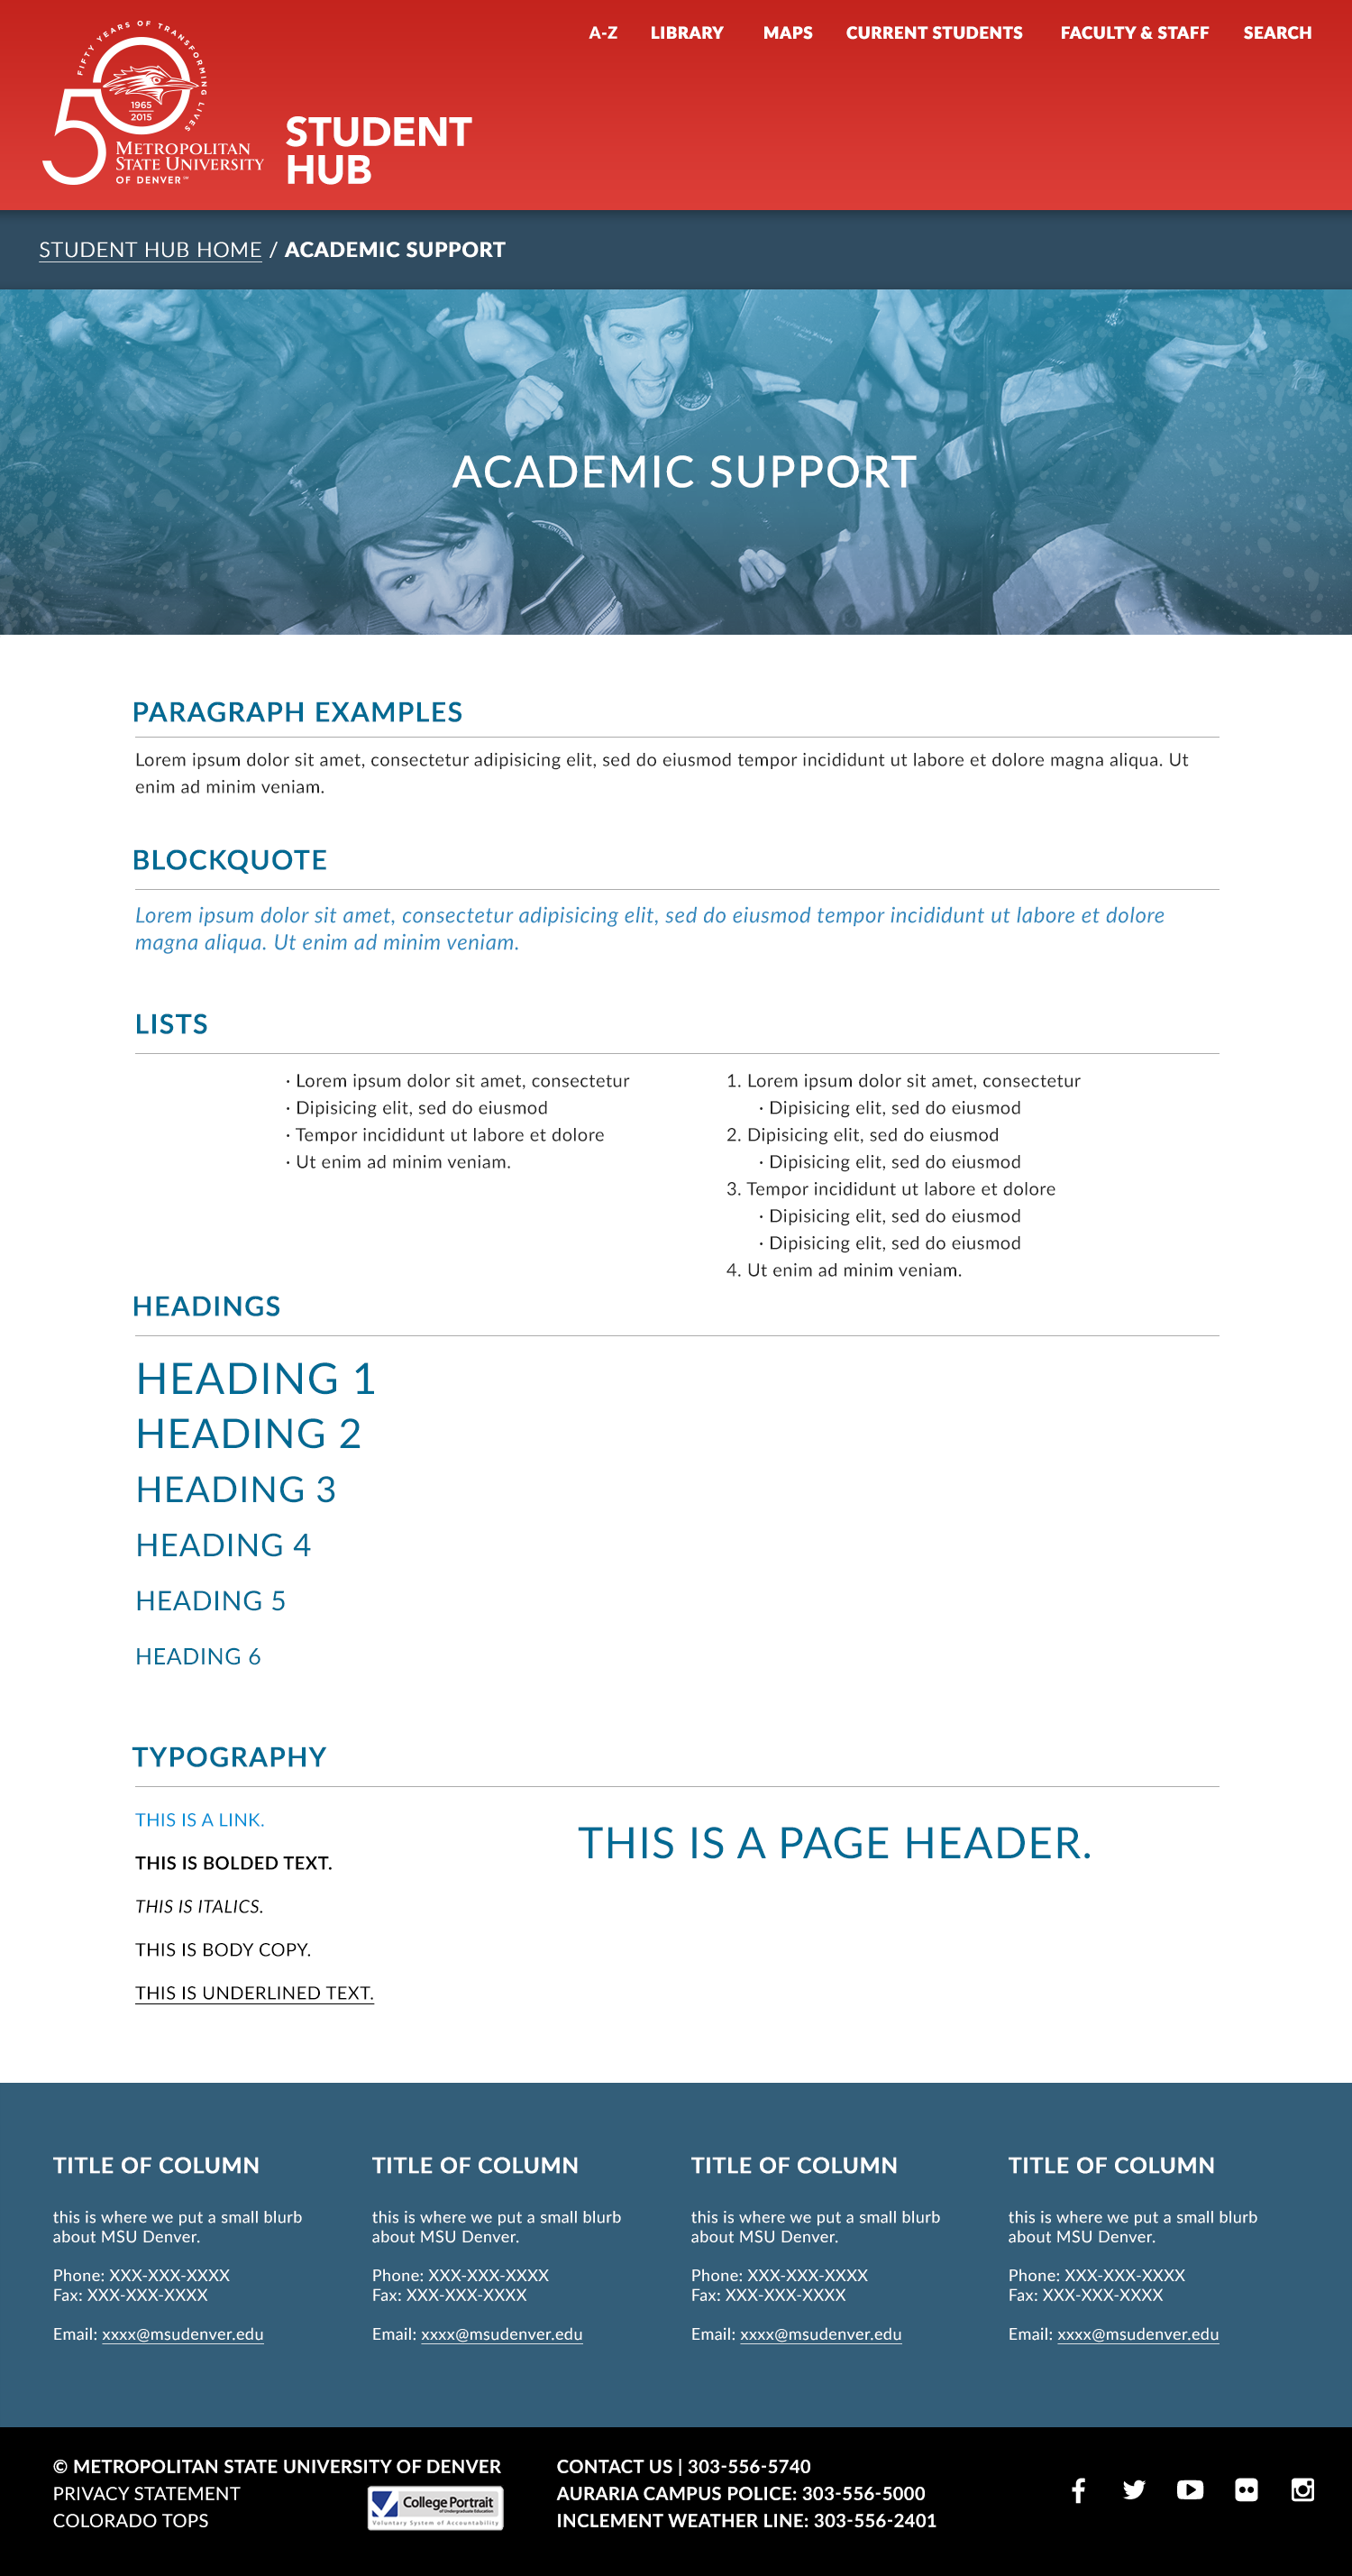 A-Z LIBRARY MAPS CURRENT STUDENTS FACULTY & STAFF SEARCH
FIFTY YEARS OF TRANSFORMING LIVES
50
1965
2015
METROPOLITAN
STATE UNIVERSITY
OF DENVER℠
STUDENT
HUB
STUDENT HUB HOME / ACADEMIC SUPPORT
ACADEMIC SUPPORT
PARAGRAPH EXAMPLES
Lorem ipsum dolor sit amet, consectetur adipisicing elit, sed do eiusmod tempor incididunt ut labore et dolore magna aliqua. Ut
enim ad minim veniam.
BLOCKQUOTE
Lorem ipsum dolor sit amet, consectetur adipisicing elit, sed do eiusmod tempor incididunt ut labore et dolore
magna aliqua. Ut enim ad minim veniam.
LISTS
· Lorem ipsum dolor sit amet, consectetur
· Dipisicing elit, sed do eiusmod
· Tempor incididunt ut labore et dolore
· Ut enim ad minim veniam.
1. Lorem ipsum dolor sit amet, consectetur
· Dipisicing elit, sed do eiusmod
2. Dipisicing elit, sed do eiusmod
· Dipisicing elit, sed do eiusmod
3. Tempor incididunt ut labore et dolore
· Dipisicing elit, sed do eiusmod
· Dipisicing elit, sed do eiusmod
4. Ut enim ad minim veniam.
HEADINGS
HEADING 1
HEADING 2
HEADING 3
HEADING 4
HEADING 5
HEADING 6
TYPOGRAPHY
THIS IS A LINK.
THIS IS BOLDED TEXT.
THIS IS ITALICS.
THIS IS BODY COPY.
THIS IS UNDERLINED TEXT.
THIS IS A PAGE HEADER.
TITLE OF COLUMN
this is where we put a small blurb
about MSU Denver.
Phone: XXX-XXX-XXXX
Fax: XXX-XXX-XXXX
Email: xxxx@msudenver.edu
TITLE OF COLUMN
this is where we put a small blurb
about MSU Denver.
Phone: XXX-XXX-XXXX
Fax: XXX-XXX-XXXX
Email: xxxx@msudenver.edu
TITLE OF COLUMN
this is where we put a small blurb
about MSU Denver.
Phone: XXX-XXX-XXXX
Fax: XXX-XXX-XXXX
Email: xxxx@msudenver.edu
TITLE OF COLUMN
this is where we put a small blurb
about MSU Denver.
Phone: XXX-XXX-XXXX
Fax: XXX-XXX-XXXX
Email: xxxx@msudenver.edu
© METROPOLITAN STATE UNIVERSITY OF DENVER
PRIVACY STATEMENT
COLORADO TOPS
College Portrait
of Undergraduate Education
Voluntary System of Accountability
CONTACT US | 303-556-5740
AURARIA CAMPUS POLICE: 303-556-5000
INCLEMENT WEATHER LINE: 303-556-2401